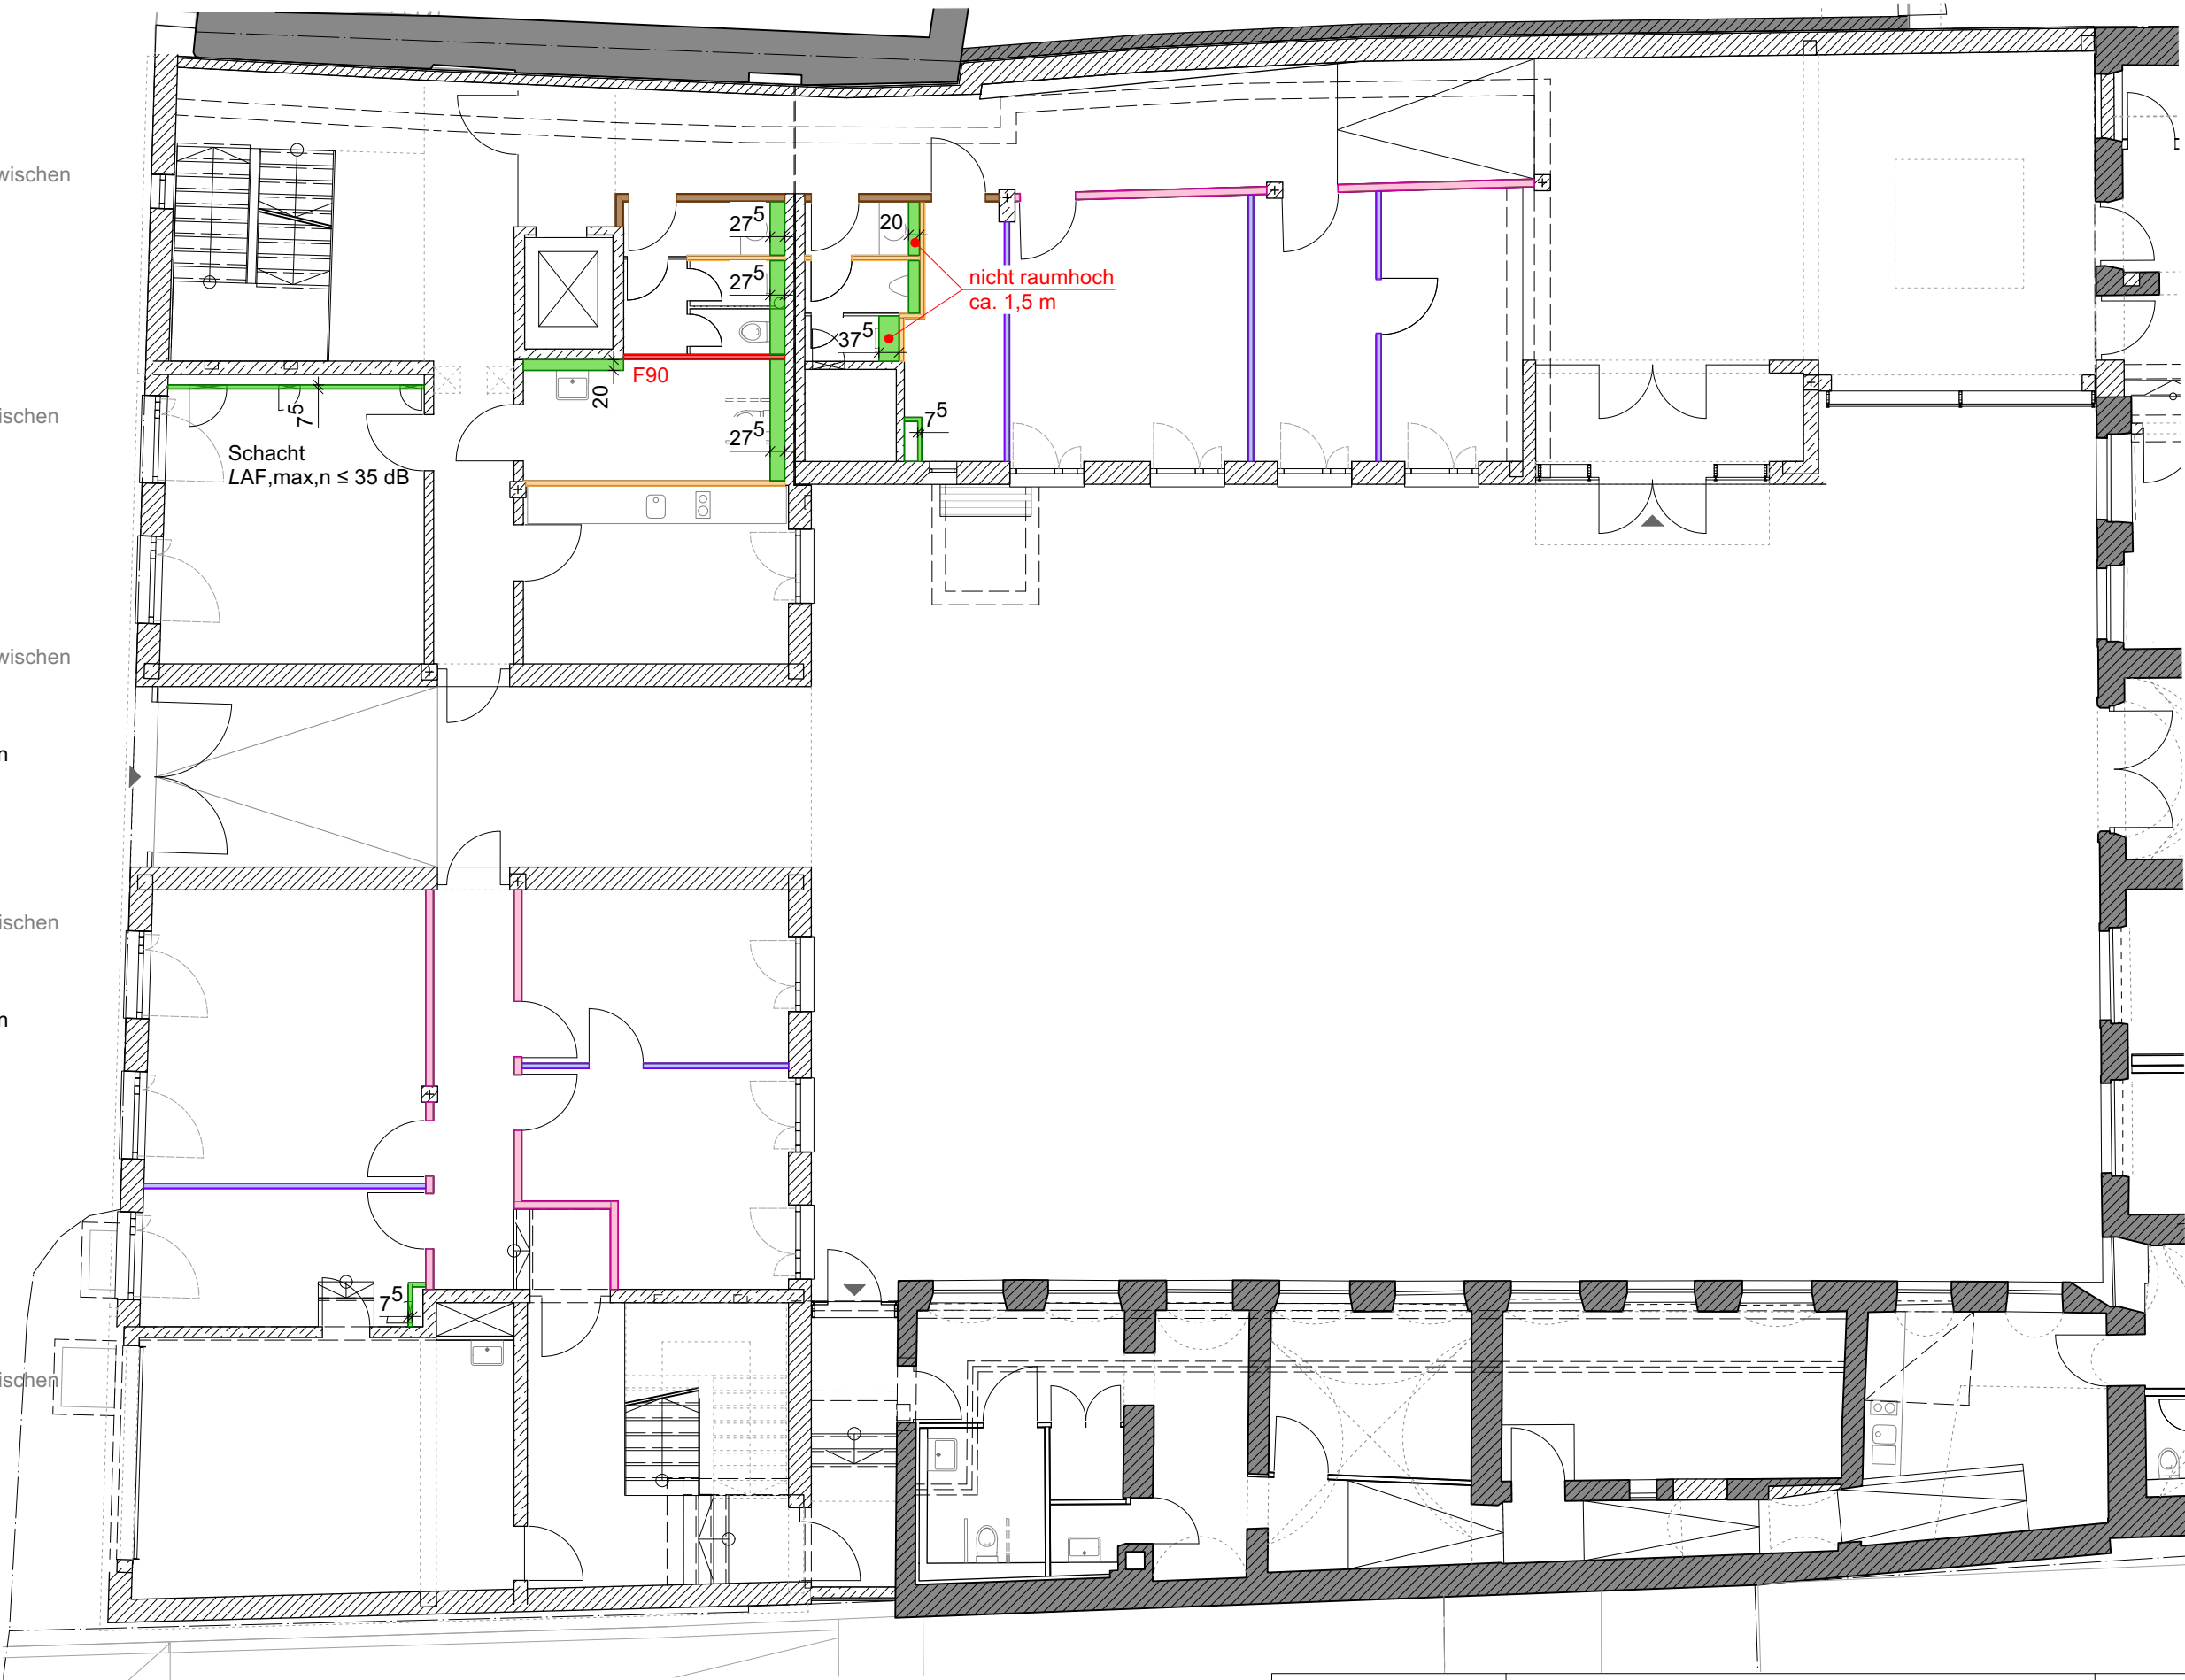 wischen
27⁵
20
27⁵
nicht raumhoch
ca. 1,5 m
37⁵
F90
20
7⁵
ischen
7⁵
27⁵
Schacht
LAF,max,n ≤ 35 dB
wischen
n
ischen
n
7⁵
ischen